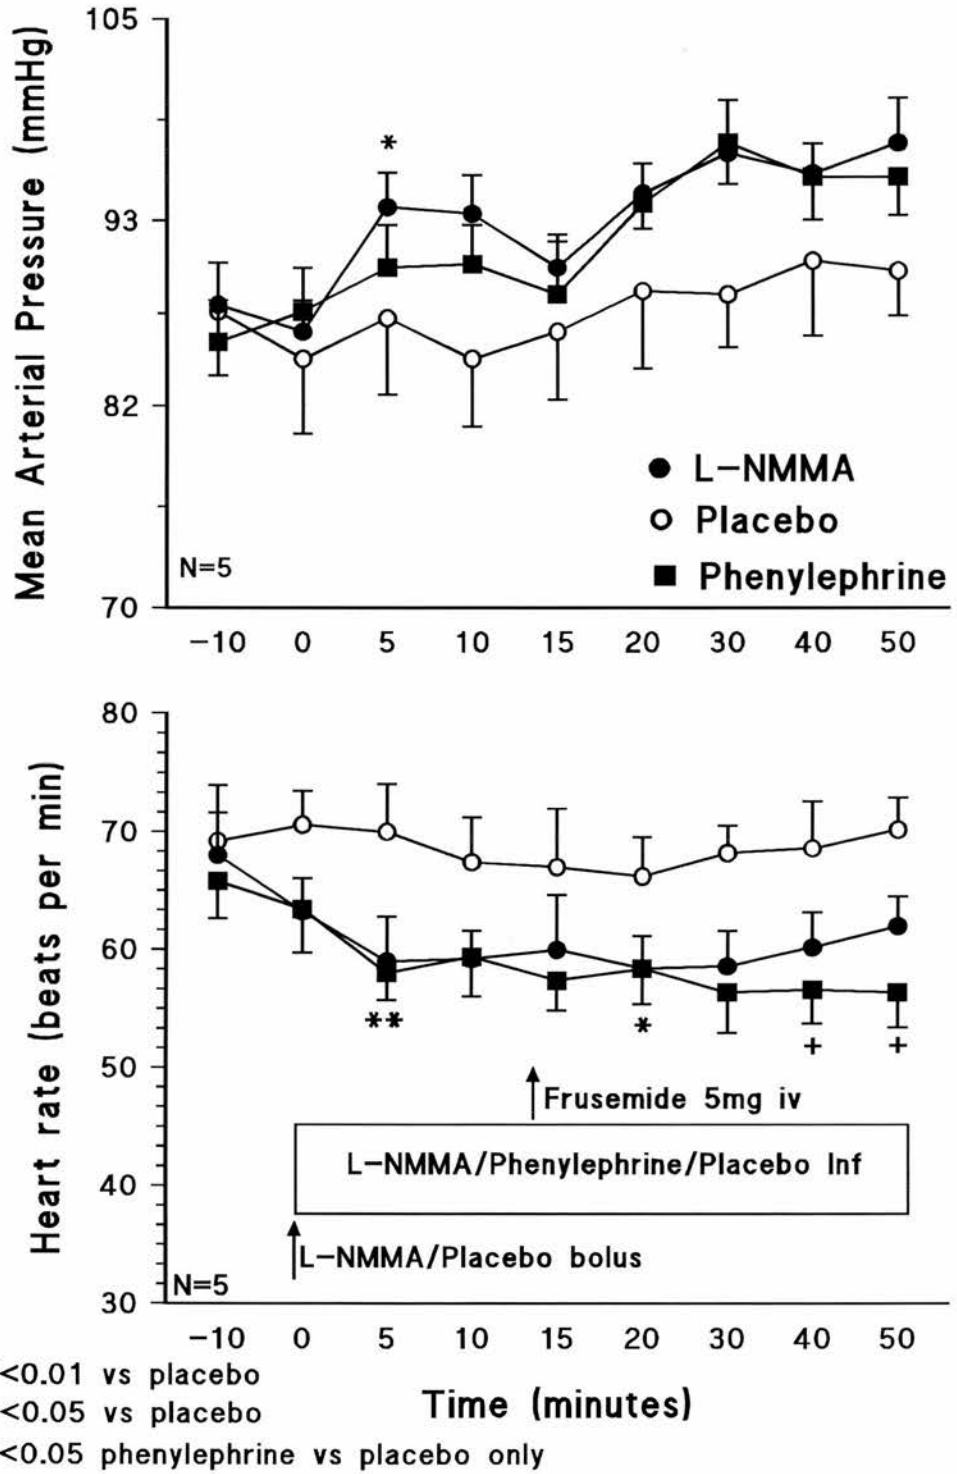 Mean Arterial Pressure (mmHg)
105
93
82
70
*
L-NMMA
Placebo
Phenylephrine
N=5
-10 0 5 10 15 20 30 40 50
Heart rate (beats per min)
80
70
60
50
40
30
** * + +
Frusemide 5mg iv
L-NMMA/Phenylephrine/Placebo Inf
L-NMMA/Placebo bolus
N=5
-10 0 5 10 15 20 30 40 50
Time (minutes)
<0.01 vs placebo
<0.05 vs placebo
<0.05 phenylephrine vs placebo only